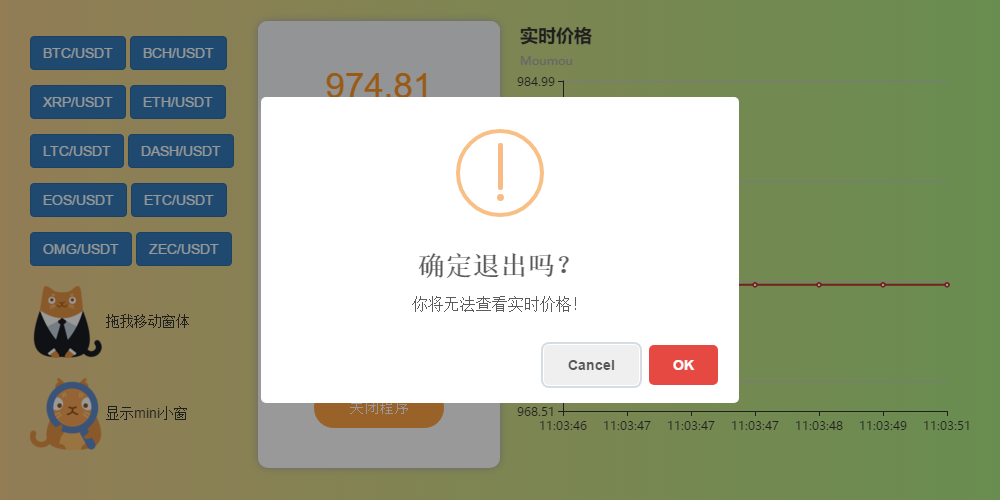 BTC/USDT BCH/USDT
XRP/USDT ETH/USDT
LTC/USDT DASH/USDT
EOS/USDT ETC/USDT
OMG/USDT ZEC/USDT
拖我移动窗体
显示mini小窗
974.81
关闭程序
实时价格
Moumou
984.99
968.51
11:03:46 11:03:47 11:03:47 11:03:47 11:03:48 11:03:49 11:03:51
确定退出吗?
你将无法查看实时价格!
Cancel OK